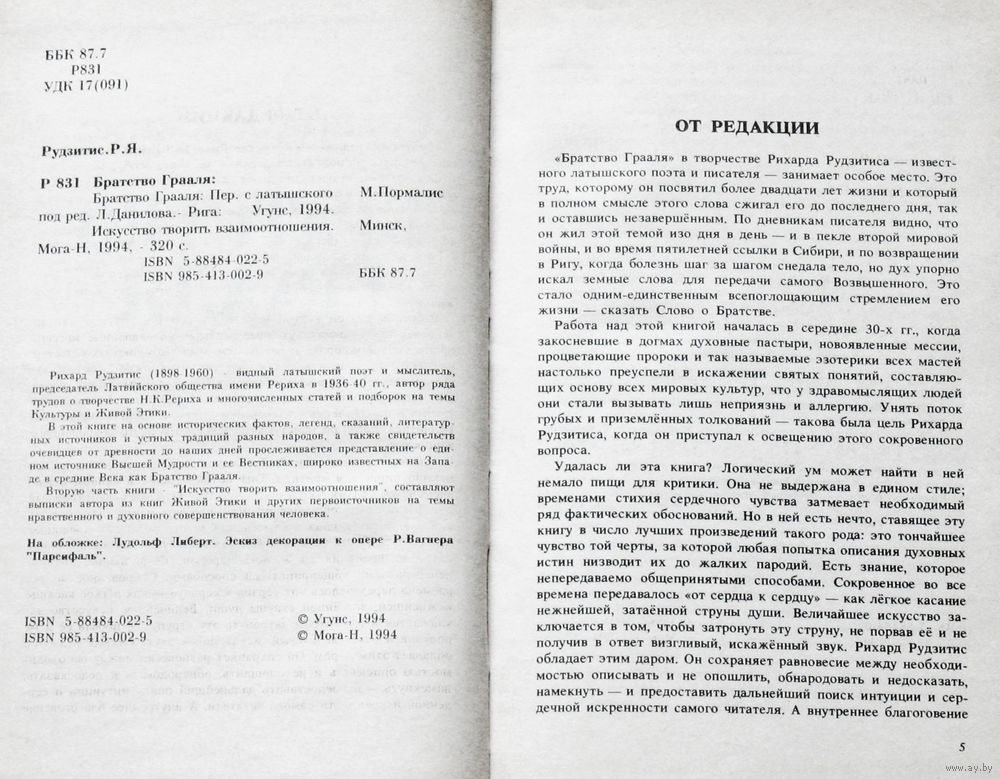 ББК 87.7
Р831
УДК 17(091)
Рудзитис.Р.Я.
Р 831 Братство Грааля:
Братство Грааля: Пер. с латышского М.Пормалис
под ред. Л.Данилова.- Рига: Угунс, 1994.
Искусство творить взаимоотношения. Минск,
Мога-Н, 1994, - 320 с.
ISBN 5-88484-022-5
ISBN 985-413-002-9 ББК 87.7
Рихард Рудзитис (1898-1960) - видный латышский поэт и мыслитель,
председатель Латвийского общества имени Рериха в 1936-40 гг., автор ряда
трудов о творчестве Н.К.Рериха и многочисленных статей и подборок на темы
Культуры и Живой Этики.
В этой книге на основе исторических фактов, легенд, сказаний, литератур-
ных источников и устных традиций разных народов, а также свидетельств
очевидцев от древности до наших дней прослеживается представление о еди-
ном источнике Высшей Мудрости и ее Вестниках, широко известных на Запа-
де в средние Века как Братство Грааля.
Вторую часть книги - "Искусство творить взаимоотношения", составляют
выписки автора из книг Живой Этики и других первоисточников на темы
нравственного и духовного совершенствования человека.
На обложке: Лудольф Либерт. Эскиз декорации к опере Р.Вагнера
"Парсифаль".
ISBN 5-88484-022-5 © Угунс, 1994
ISBN 985-413-002-9 © Мога-Н, 1994
ОТ РЕДАКЦИИ
«Братство Грааля» в творчестве Рихарда Рудзитиса — извест-
ного латышского поэта и писателя — занимает особое место. Это
труд, которому он посвятил более двадцати лет жизни и который
в полном смысле этого слова сжигал его до последнего дня, так
и оставшись незавершённым. По дневникам писателя видно, что
он жил этой темой изо дня в день — и в пекле второй мировой
войны, и во время пятилетней ссылки в Сибири, и по возвращении
в Ригу, когда болезнь шаг за шагом снедала тело, но дух упорно
искал земные слова для передачи самого Возвышенного. Это
стало одним-единственным всепоглощающим стремлением его
жизни — сказать Слово о Братстве.
Работа над этой книгой началась в середине 30-х гг., когда
закосневшие в догмах духовные пастыри, новоявленные мессии,
процветающие пророки и так называемые эзотерики всех мастей
настолько преуспели в искажении святых понятий, составляю-
щих основу всех мировых культур, что у здравомыслящих людей
они стали вызывать лишь неприязнь и аллергию. Унять поток
грубых и приземлённых толкований — такова была цель Рихарда
Рудзитиса, когда он приступал к освещению этого сокровенного
вопроса.
Удалась ли эта книга? Логический ум может найти в ней
немало пищи для критики. Она не выдержана в едином стиле;
временами стихия сердечного чувства затмевает необходимый
ряд фактических обоснований. Но в ней есть нечто, ставящее эту
книгу в число лучших произведений такого рода: это тончайшее
чувство той черты, за которой любая попытка описания духовных
истин низводит их до жалких пародий. Есть знание, которое
непередаваемо общепринятыми способами. Сокровенное во все
времена передавалось «от сердца к сердцу» — как лёгкое касание
нежнейшей, затаённой струны души. Величайшее искусство за-
ключается в том, чтобы затронуть эту струну, не порвав её и не
получив в ответ визгливый, искажённый звук. Рихард Рудзитис
обладает этим даром. Он сохраняет равновесие между необходи-
мостью описывать и не опошлить, обнародовать и недосказать,
намекнуть — и предоставить дальнейший поиск интуиции и сер-
дечной искренности самого читателя. А внутреннее благоговение
5
www.ay.by